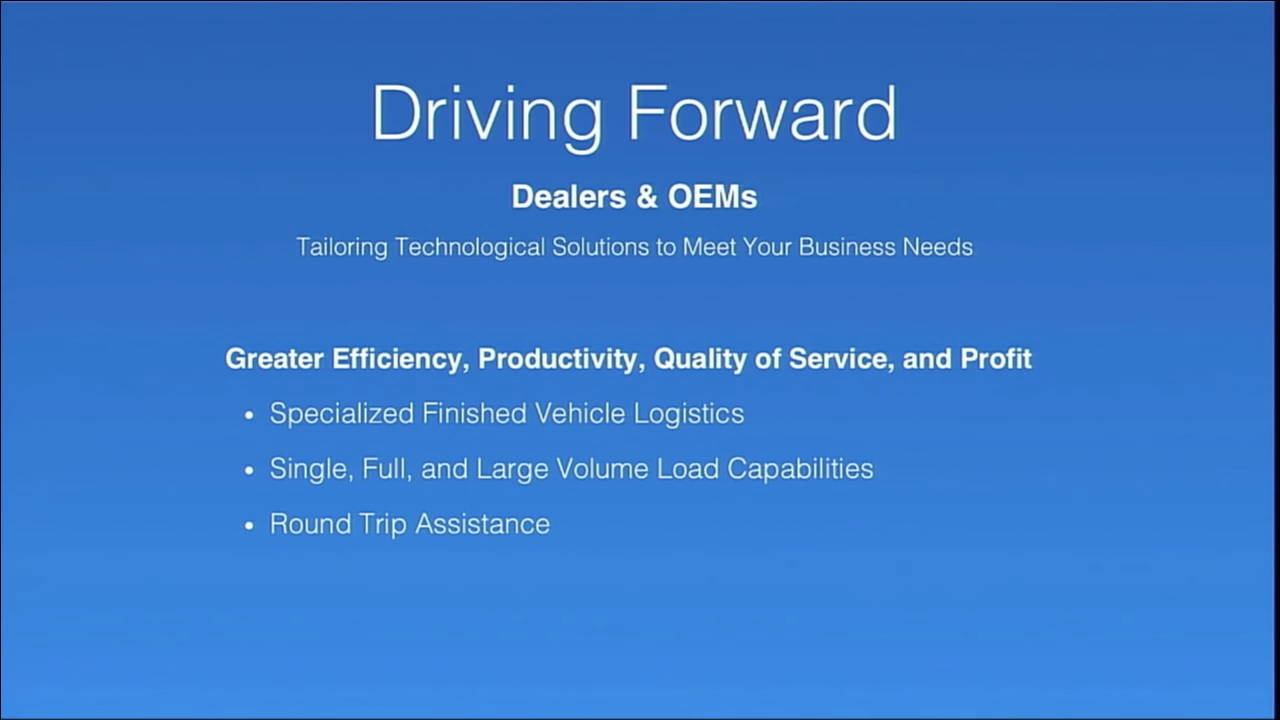 Driving Forward
Dealers & OEMs
Tailoring Technological Solutions to Meet Your Business Needs
Greater Efficiency, Productivity, Quality of Service, and Profit
• Specialized Finished Vehicle Logistics
• Single, Full, and Large Volume Load Capabilities
• Round Trip Assistance